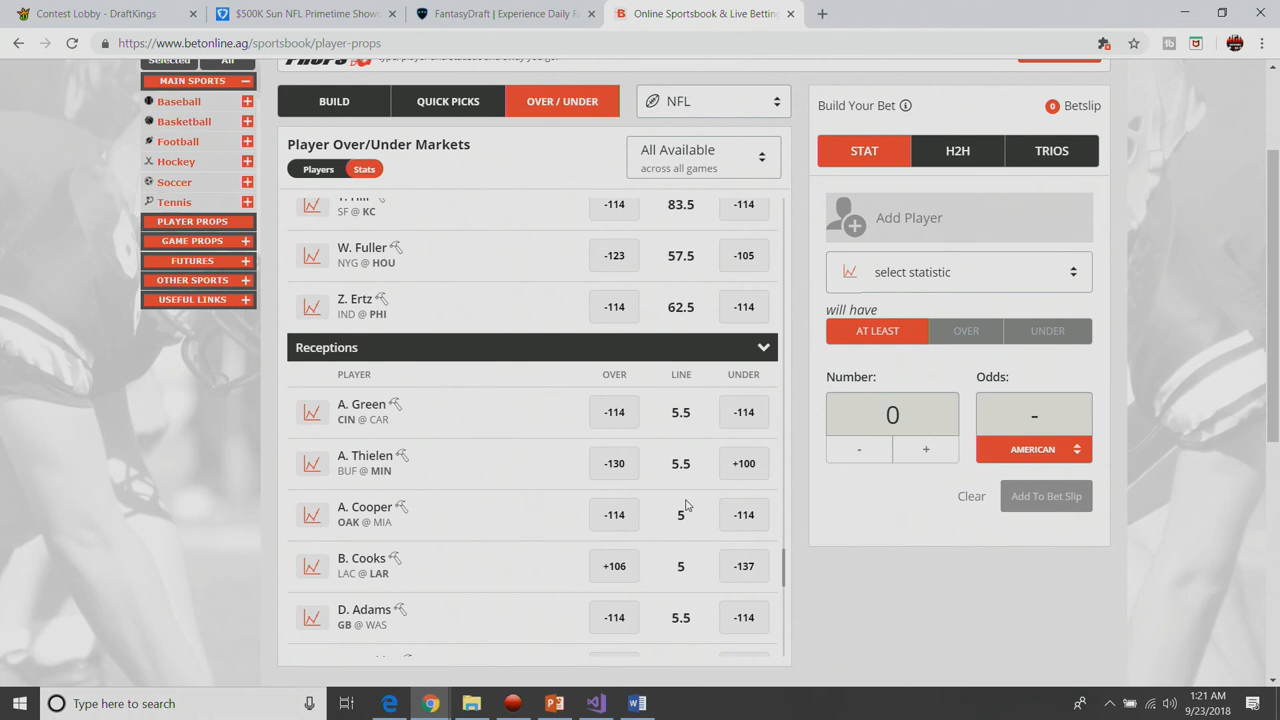 Contest Lobby - DraftKings
$500K Sun NFL Primetime Showd
FantasyDraft | Experience Daily Fa
Online Sportsbook & Live Betting
https://www.betonline.ag/sportsbook/player-props
Selected All
MAIN SPORTS
Baseball
Basketball
Football
Hockey
Soccer
Tennis
PLAYER PROPS
GAME PROPS
FUTURES
OTHER SPORTS
USEFUL LINKS
BUILD QUICK PICKS OVER / UNDER NFL
Player Over/Under Markets
Players Stats
All Available
across all games
SF @ KC -114 83.5 -114
W. Fuller
NYG @ HOU -123 57.5 -105
Z. Ertz
IND @ PHI -114 62.5 -114
Receptions
PLAYER OVER LINE UNDER
A. Green
CIN @ CAR -114 5.5 -114
A. Thielen
BUF @ MIN -130 5.5 +100
A. Cooper
OAK @ MIA -114 5 -114
B. Cooks
LAC @ LAR +106 5 -137
D. Adams
GB @ WAS -114 5.5 -114
Build Your Bet 0 Betslip
STAT H2H TRIOS
Add Player
select statistic
will have
AT LEAST OVER UNDER
Number: Odds:
0 -
- + AMERICAN
Clear Add To Bet Slip
Type here to search
1:21 AM
9/23/2018